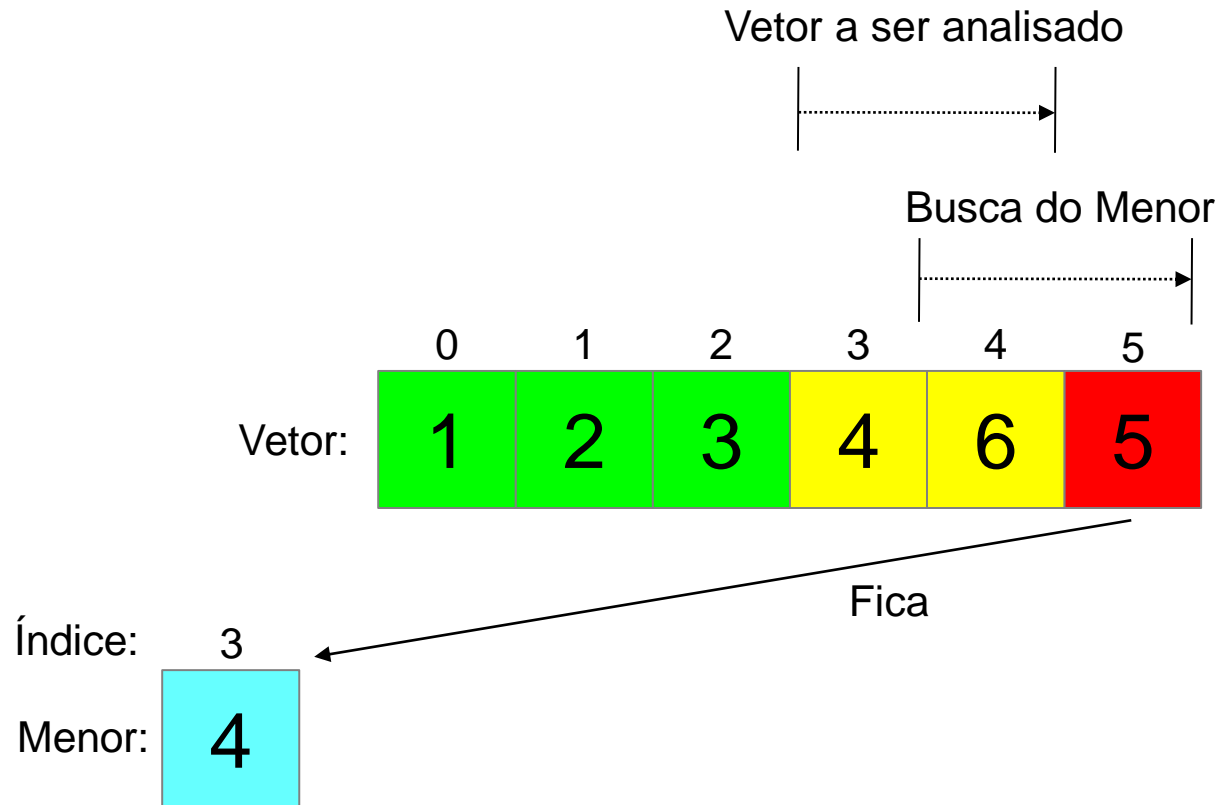 Vetor a ser analisado
Busca do Menor
0 1 2 3 4 5
Vetor: 1 2 3 4 6 5
Fica
Índice: 3
Menor: 4